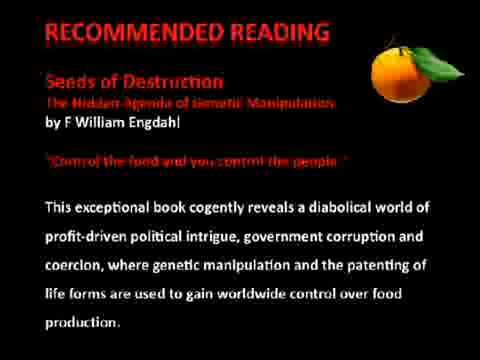 RECOMMENDED READING
Seeds of Destruction
The Hidden Agenda of Genetic Manipulation
by F William Engdahl
"Control the food and you control the people."
This exceptional book cogently reveals a diabolical world of
profit-driven political intrigue, government corruption and
coercion, where genetic manipulation and the patenting of
life forms are used to gain worldwide control over food
production.